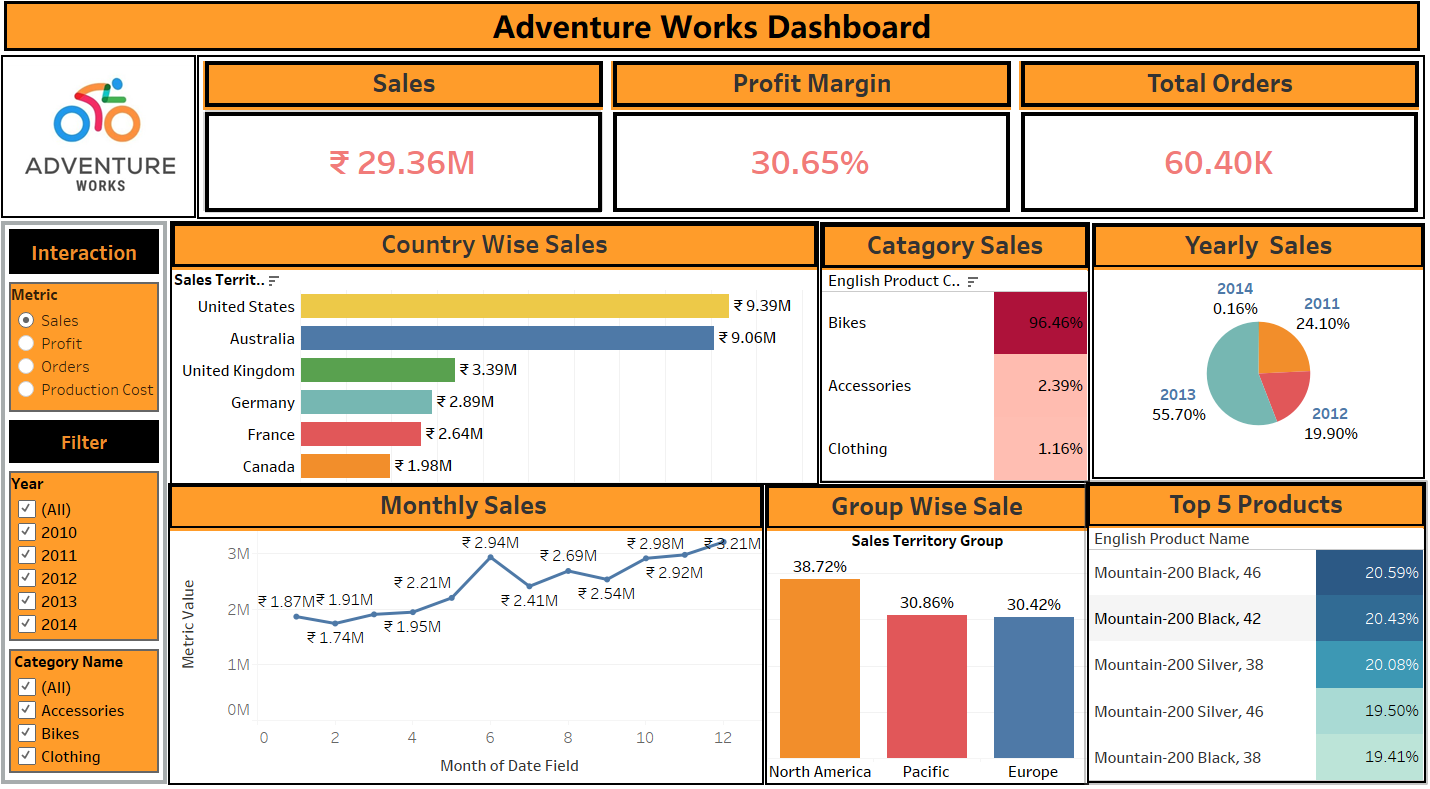 Adventure Works Dashboard
ADVENTURE
WORKS
Sales
₹ 29.36M
Profit Margin
30.65%
Total Orders
60.40K
Interaction
Metric
Sales
Profit
Orders
Production Cost
Filter
Year
(All)
2010
2011
2012
2013
2014
Category Name
(All)
Accessories
Bikes
Clothing
Country Wise Sales
Sales Territ..
United States ₹ 9.39M
Australia ₹ 9.06M
United Kingdom ₹ 3.39M
Germany ₹ 2.89M
France ₹ 2.64M
Canada ₹ 1.98M
Catagory Sales
English Product C..
Bikes 96.46%
Accessories 2.39%
Clothing 1.16%
Yearly Sales
2014
0.16%
2011
24.10%
2013
55.70%
2012
19.90%
Monthly Sales
Metric Value
3M
2M
1M
0M
₹ 1.87M
₹ 1.74M
₹ 1.91M
₹ 1.95M
₹ 2.21M
₹ 2.94M
₹ 2.41M
₹ 2.69M
₹ 2.54M
₹ 2.92M
₹ 2.98M
₹ 3.21M
0 2 4 6 8 10 12
Month of Date Field
Group Wise Sale
Sales Territory Group
38.72%
30.86%
30.42%
North America Pacific Europe
Top 5 Products
English Product Name
Mountain-200 Black, 46 20.59%
Mountain-200 Black, 42 20.43%
Mountain-200 Silver, 38 20.08%
Mountain-200 Silver, 46 19.50%
Mountain-200 Black, 38 19.41%